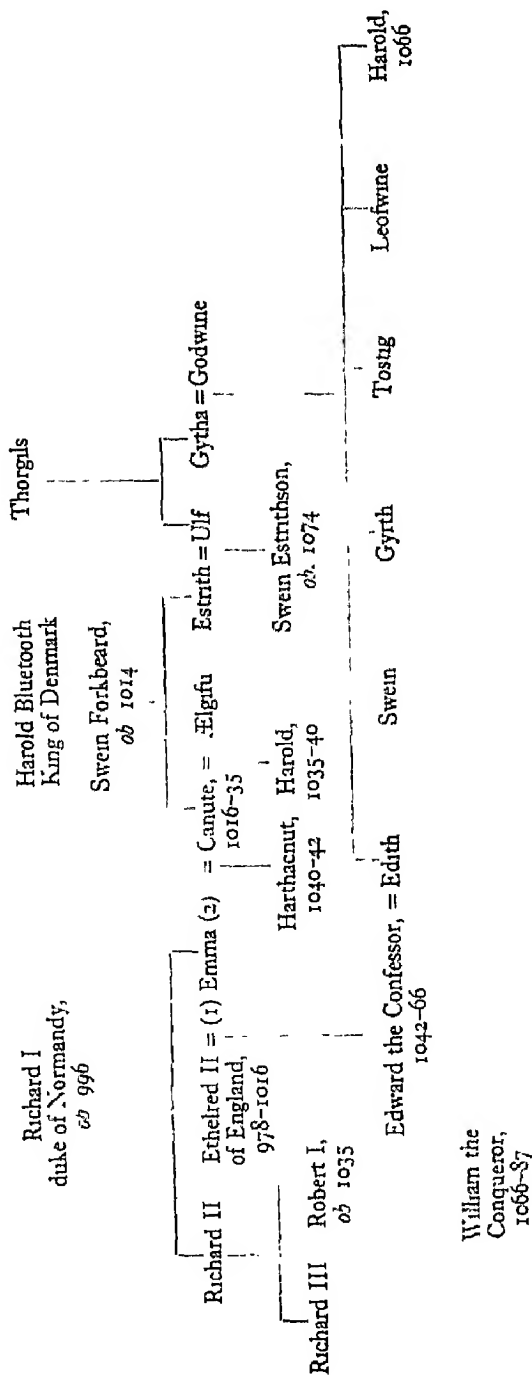 Richard I
duke of Normandy,
ob 996
Harold Bluetooth
King of Denmark
Swein Forkbeard,
ob 1014
Thorgils
Richard II
Ethelred II = (1) Emma (2) = Canute, = Ælgifu
of England,
978–1016
1016–35
Estrith = Ulf
Gytha = Godwine
Richard III
Robert I,
ob 1035
Harthacnut,
1040–42
Harold,
1035–40
Swein Estrithson,
ob. 1074
William the
Conqueror,
1066–87
Edward the Confessor, = Edith
1042–66
Swein
Gyrth
Tostig
Leofwine
Harold,
1066